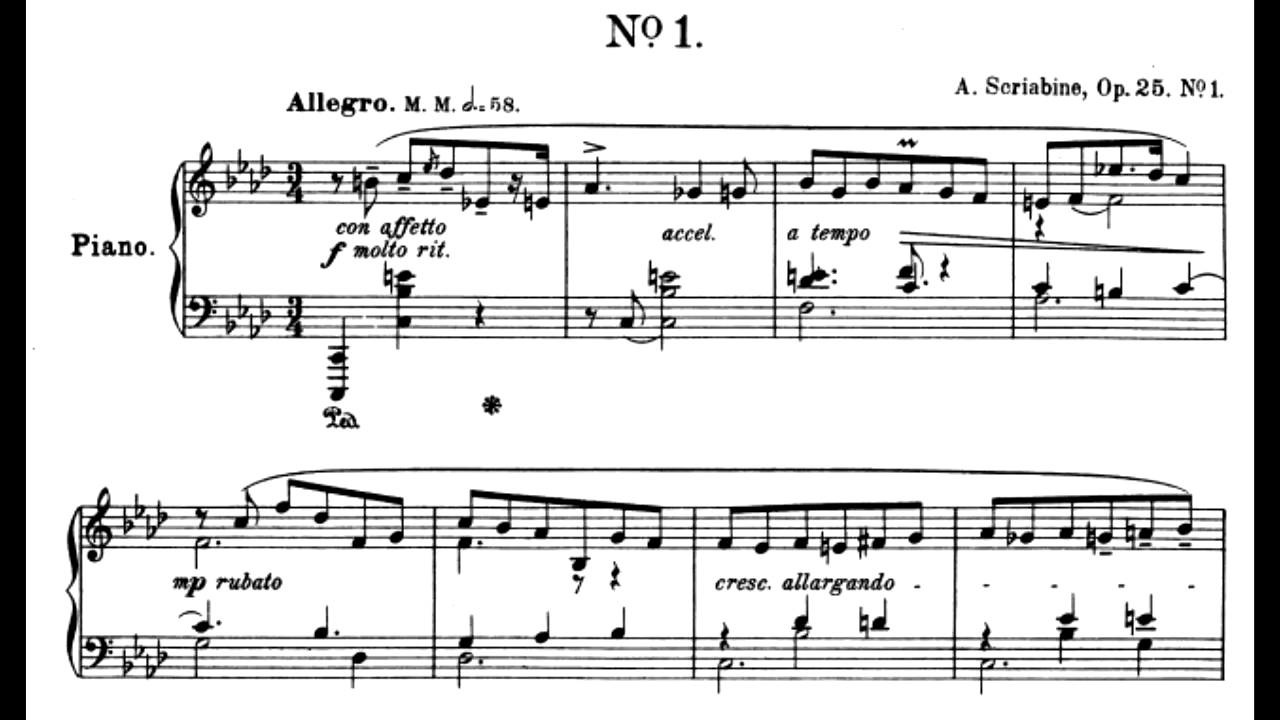 Nº 1.
A. Scriabine, Op. 25. Nº 1.
Allegro. M. M. 𝅗𝅥. = 58.
Piano.
con affetto
f molto rit.
accel.
a tempo
Ped.
mp rubato
cresc. allargando - - - - -